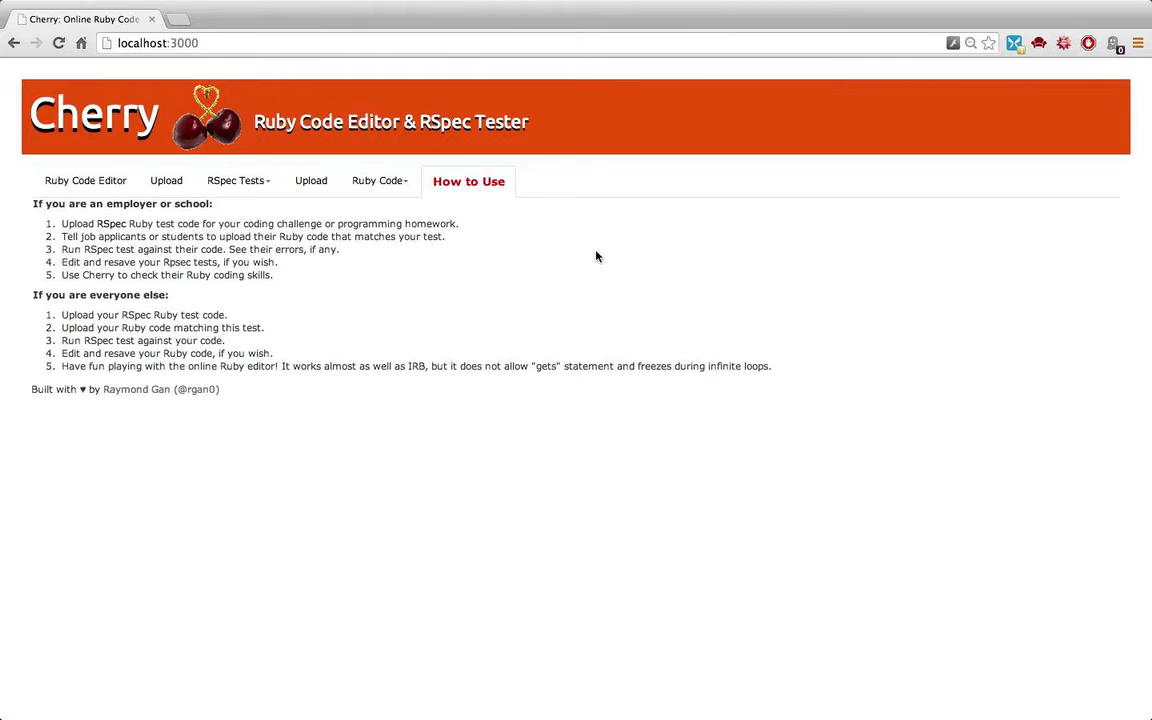 Cherry: Online Ruby Code
localhost:3000
0
Cherry
Ruby Code Editor & RSpec Tester
Ruby Code Editor Upload RSpec Tests Upload Ruby Code How to Use
If you are an employer or school:
1. Upload RSpec Ruby test code for your coding challenge or programming homework.
2. Tell job applicants or students to upload their Ruby code that matches your test.
3. Run RSpec test against their code. See their errors, if any.
4. Edit and resave your Rpsec tests, if you wish.
5. Use Cherry to check their Ruby coding skills.
If you are everyone else:
1. Upload your RSpec Ruby test code.
2. Upload your Ruby code matching this test.
3. Run RSpec test against your code.
4. Edit and resave your Ruby code, if you wish.
5. Have fun playing with the online Ruby editor! It works almost as well as IRB, but it does not allow "gets" statement and freezes during infinite loops.
Built with ♥ by Raymond Gan (@rgan0)